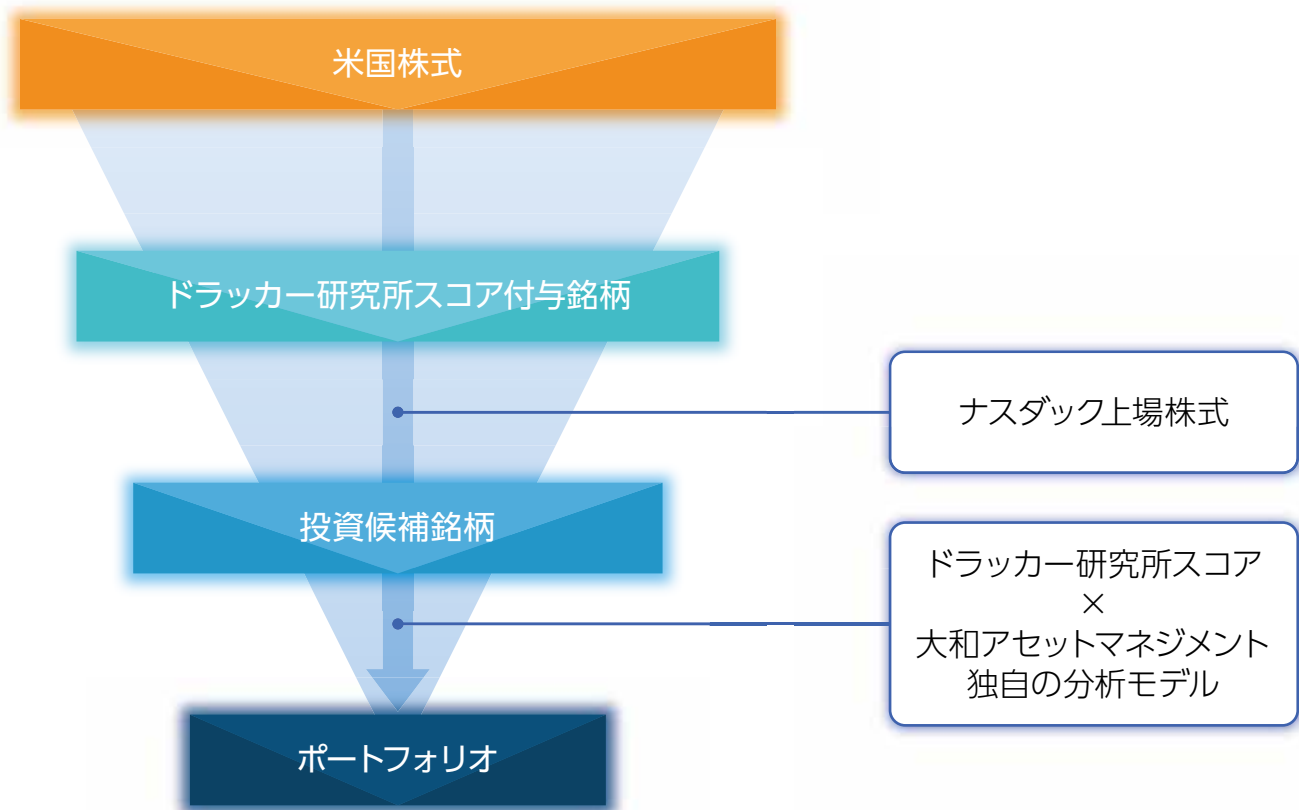 米国株式
ドラッカー研究所スコア付与銘柄
ナスダック上場株式
投資候補銘柄
ドラッカー研究所スコア
×
大和アセットマネジメント
独自の分析モデル
ポートフォリオ